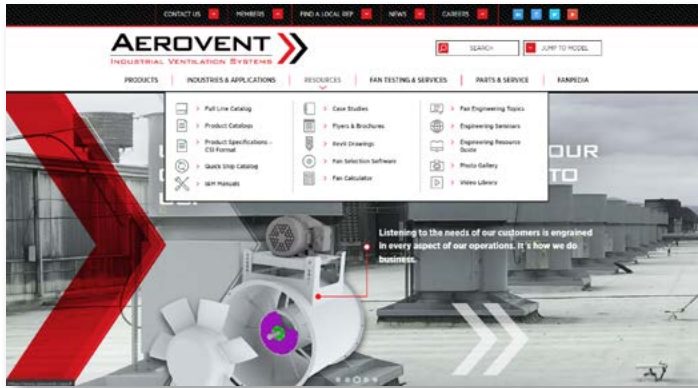 CONTACT US
MEMBERS
FIND A LOCAL REP
NEWS
CAREERS
AEROVENT
INDUSTRIAL VENTILATION SYSTEMS
SEARCH
JUMP TO MODEL
PRODUCTS
INDUSTRIES & APPLICATIONS
RESOURCES
FAN TESTING & SERVICES
PARTS & SERVICE
FANPEDIA
Full Line Catalog
Product Catalogs
Product Specifications –
CSI Format
Quick Ship Catalog
I&M Manuals
Case Studies
Flyers & Brochures
Revit Drawings
Fan Selection Software
Fan Calculator
Fan Engineering Topics
Engineering Seminars
Engineering Resource
Guide
Photo Gallery
Video Library
OUR
TO
Listening to the needs of our customers is engrained
in every aspect of our operations. It's how we do
business.